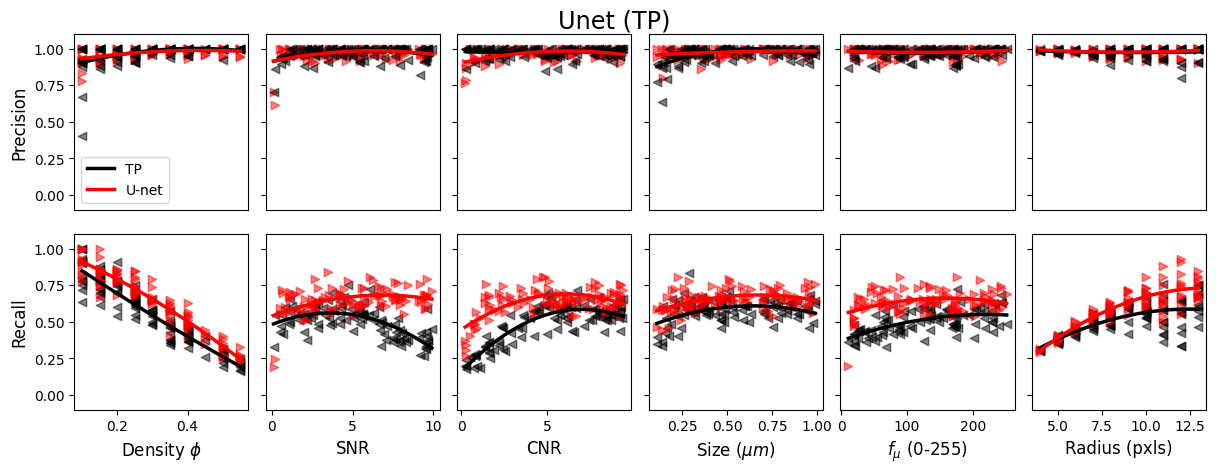 Unet (TP)
Precision
1.00
0.75
0.50
0.25
0.00
TP
U-net
Recall
1.00
0.75
0.50
0.25
0.00
0.2 0.4
Density ϕ
0 5 10
SNR
0 5
CNR
0.25 0.50 0.75 1.00
Size (μm)
0 100 200
f_μ (0-255)
5.0 7.5 10.0 12.5
Radius (pxls)